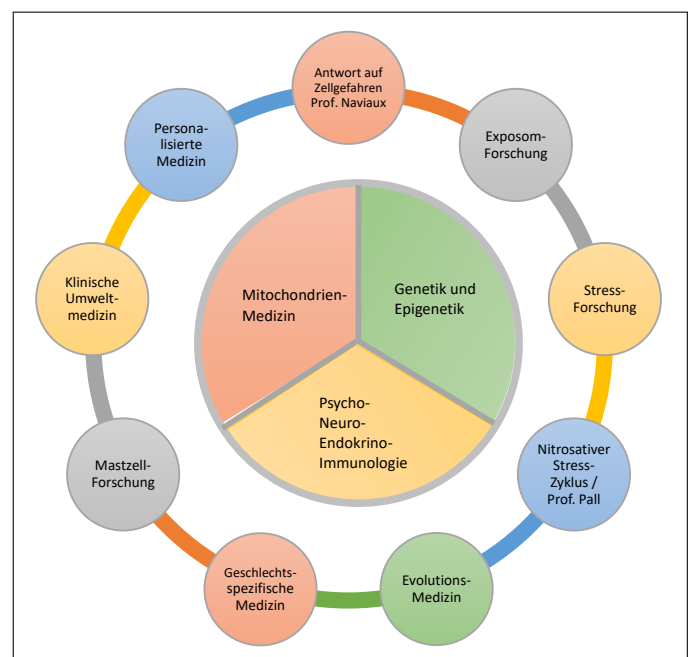 Antwort auf
Zellgefahren
Prof. Naviaux
Exposom-
Forschung
Stress-
Forschung
Nitrosativer
Stress-
Zyklus /
Prof. Pall
Evolutions-
Medizin
Geschlechts-
spezifische
Medizin
Mastzell-
Forschung
Klinische
Umwelt-
medizin
Persona-
lisierte
Medizin
Mitochondrien-
Medizin
Genetik und
Epigenetik
Psycho-
Neuro-
Endokrino-
Immunologie